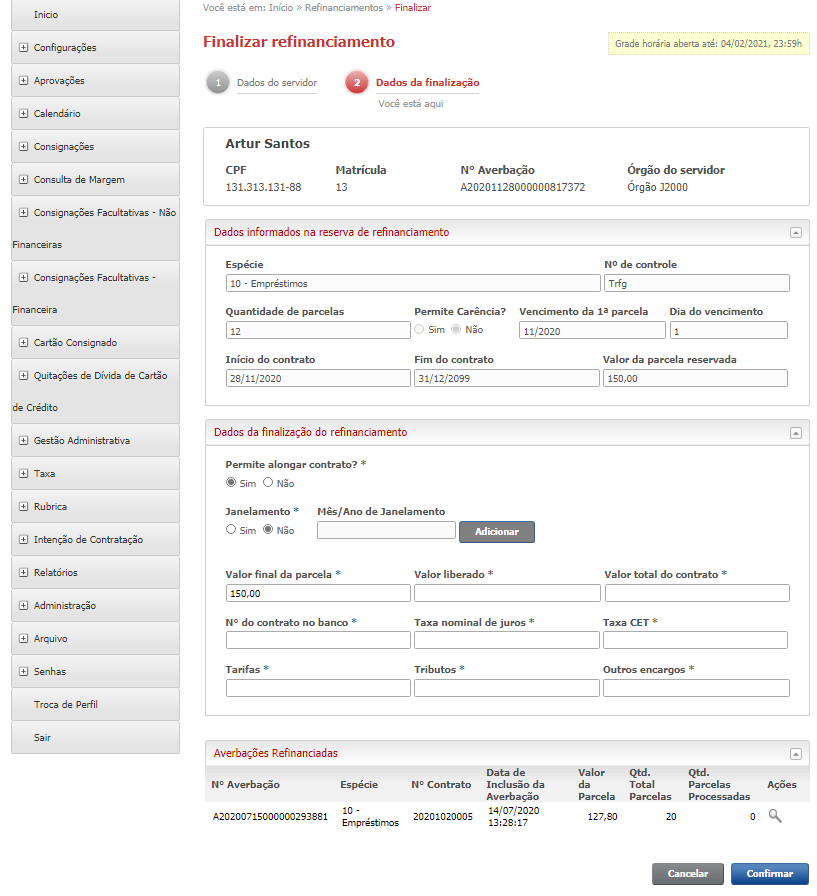 Inicio
Configurações
Aprovações
Calendário
Consignações
Consulta de Margem
Consignações Facultativas - Não
Financeiras
Consignações Facultativas -
Financeira
Cartão Consignado
Quitações de Dívida de Cartão
de Crédito
Gestão Administrativa
Taxa
Rubrica
Intenção de Contratação
Relatórios
Administração
Arquivo
Senhas
Troca de Perfil
Sair
Você está em: Início » Refinanciamentos » Finalizar
Finalizar refinanciamento
Grade horária aberta até: 04/02/2021, 23:59h
1 Dados do servidor 2 Dados da finalização
Você está aqui
Artur Santos
CPF Matrícula Nº Averbação Órgão do servidor
131.313.131-88 13 A20201128000000817372 Órgão J2000
Dados informados na reserva de refinanciamento
Espécie Nº de controle
10 - Empréstimos Trfg
Quantidade de parcelas Permite Carência? Vencimento da 1ª parcela Dia do vencimento
12 Sim Não 11/2020 1
Início do contrato Fim do contrato Valor da parcela reservada
28/11/2020 31/12/2099 150,00
Dados da finalização do refinanciamento
Permite alongar contrato? *
Sim Não
Janelamento * Mês/Ano de Janelamento
Sim Não Adicionar
Valor final da parcela * Valor liberado * Valor total do contrato *
150,00
Nº do contrato no banco * Taxa nominal de juros * Taxa CET *
Tarifas * Tributos * Outros encargos *
Averbações Refinanciadas
Nº Averbação Espécie Nº Contrato Data de Inclusão da Averbação Valor da Parcela Qtd. Total Parcelas Qtd. Parcelas Processadas Ações
A20200715000000293881 10 - Empréstimos 20201020005 14/07/2020 13:28:17 127,80 20 0
Cancelar Confirmar